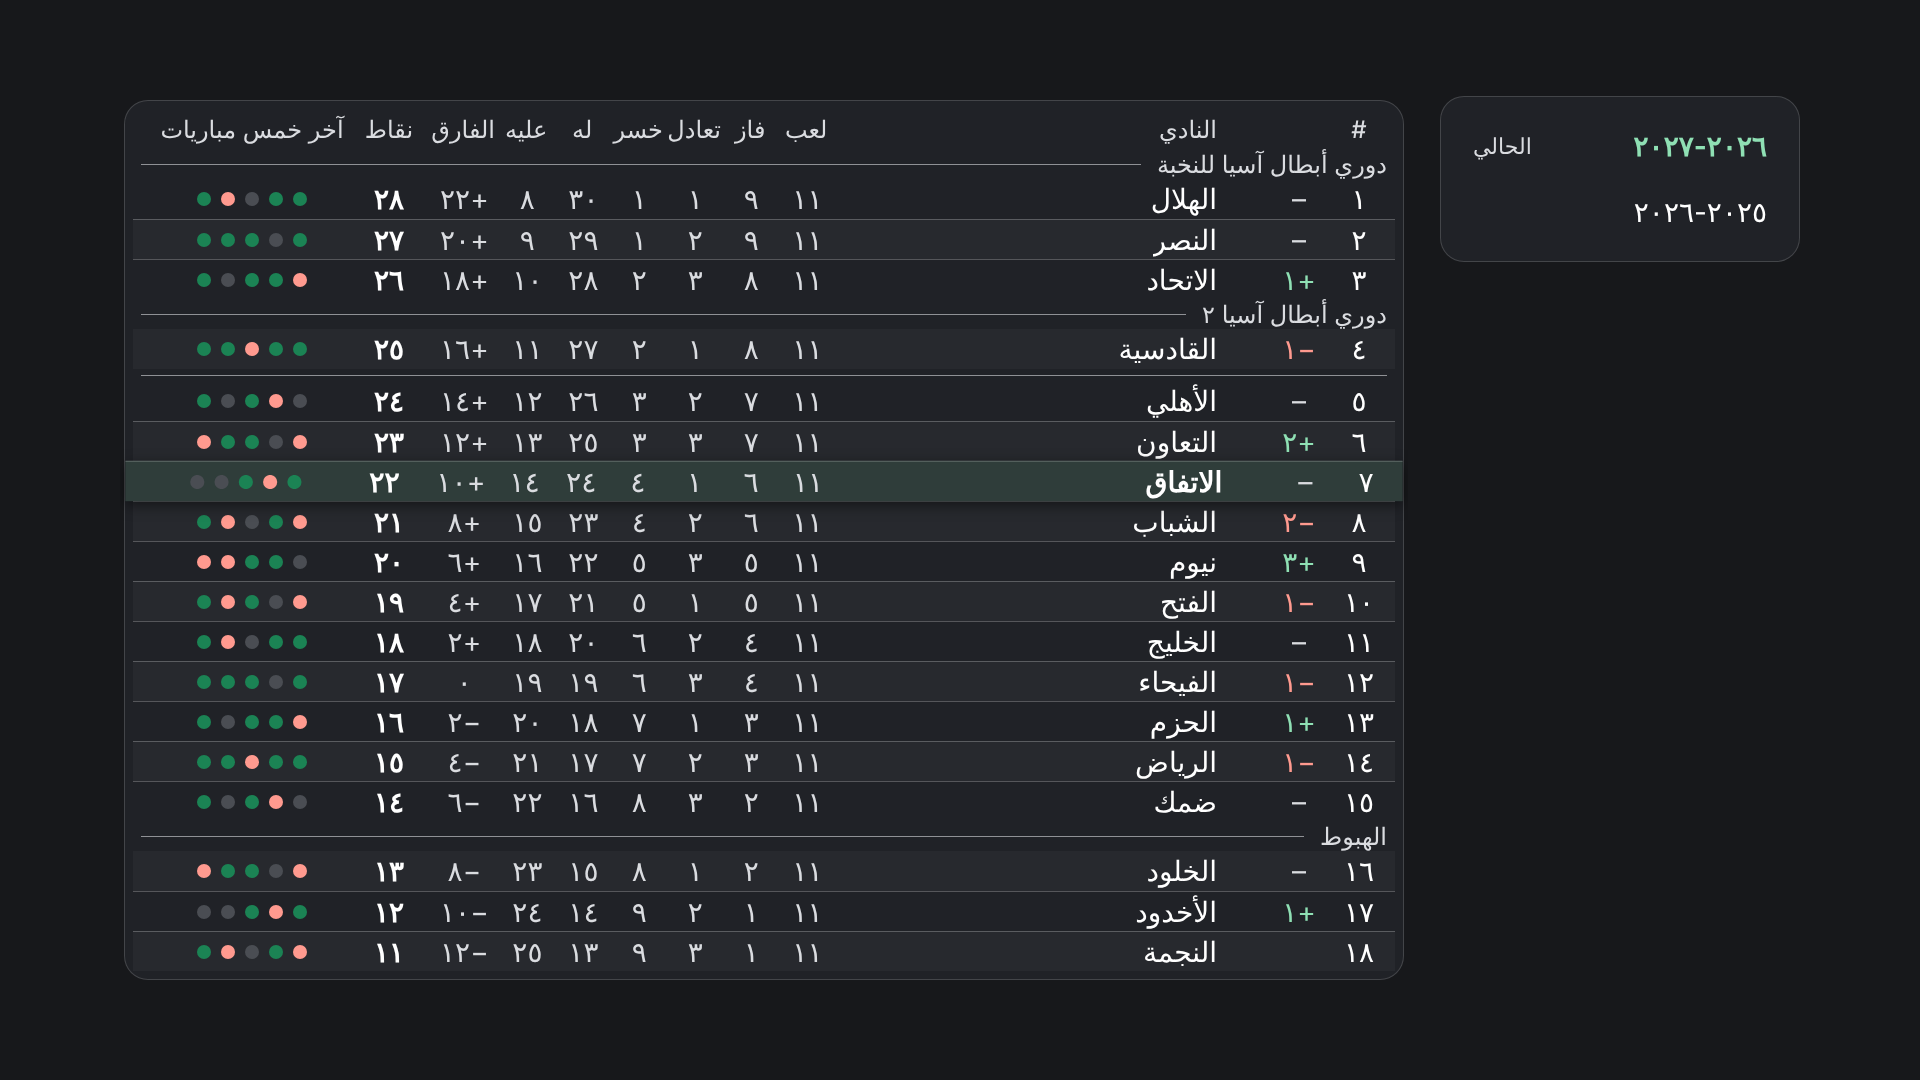 # النادي لعب فاز تعادل خسر له عليه الفارق نقاط آخر خمس مباريات
دوري أبطال آسيا للنخبة
١ – الهلال ١١ ٩ ١ ١ ٣٠ ٨ +٢٢ ٢٨
٢ – النصر ١١ ٩ ٢ ١ ٢٩ ٩ +٢٠ ٢٧
٣ +١ الاتحاد ١١ ٨ ٣ ٢ ٢٨ ١٠ +١٨ ٢٦
دوري أبطال آسيا ٢
٤ –١ القادسية ١١ ٨ ١ ٢ ٢٧ ١١ +١٦ ٢٥
٥ – الأهلي ١١ ٧ ٢ ٣ ٢٦ ١٢ +١٤ ٢٤
٦ +٢ التعاون ١١ ٧ ٣ ٣ ٢٥ ١٣ +١٢ ٢٣
٧ – الاتفاق ١١ ٦ ١ ٤ ٢٤ ١٤ +١٠ ٢٢
٨ –٢ الشباب ١١ ٦ ٢ ٤ ٢٣ ١٥ +٨ ٢١
٩ +٣ نيوم ١١ ٥ ٣ ٥ ٢٢ ١٦ +٦ ٢٠
١٠ –١ الفتح ١١ ٥ ١ ٥ ٢١ ١٧ +٤ ١٩
١١ – الخليج ١١ ٤ ٢ ٦ ٢٠ ١٨ +٢ ١٨
١٢ –١ الفيحاء ١١ ٤ ٣ ٦ ١٩ ١٩ ٠ ١٧
١٣ +١ الحزم ١١ ٣ ١ ٧ ١٨ ٢٠ –٢ ١٦
١٤ –١ الرياض ١١ ٣ ٢ ٧ ١٧ ٢١ –٤ ١٥
١٥ – ضمك ١١ ٢ ٣ ٨ ١٦ ٢٢ –٦ ١٤
الهبوط
١٦ – الخلود ١١ ٢ ١ ٨ ١٥ ٢٣ –٨ ١٣
١٧ +١ الأخدود ١١ ١ ٢ ٩ ١٤ ٢٤ –١٠ ١٢
١٨ النجمة ١١ ١ ٣ ٩ ١٣ ٢٥ –١٢ ١١
٢٠٢٦-٢٠٢٧ الحالي
٢٠٢٥-٢٠٢٦